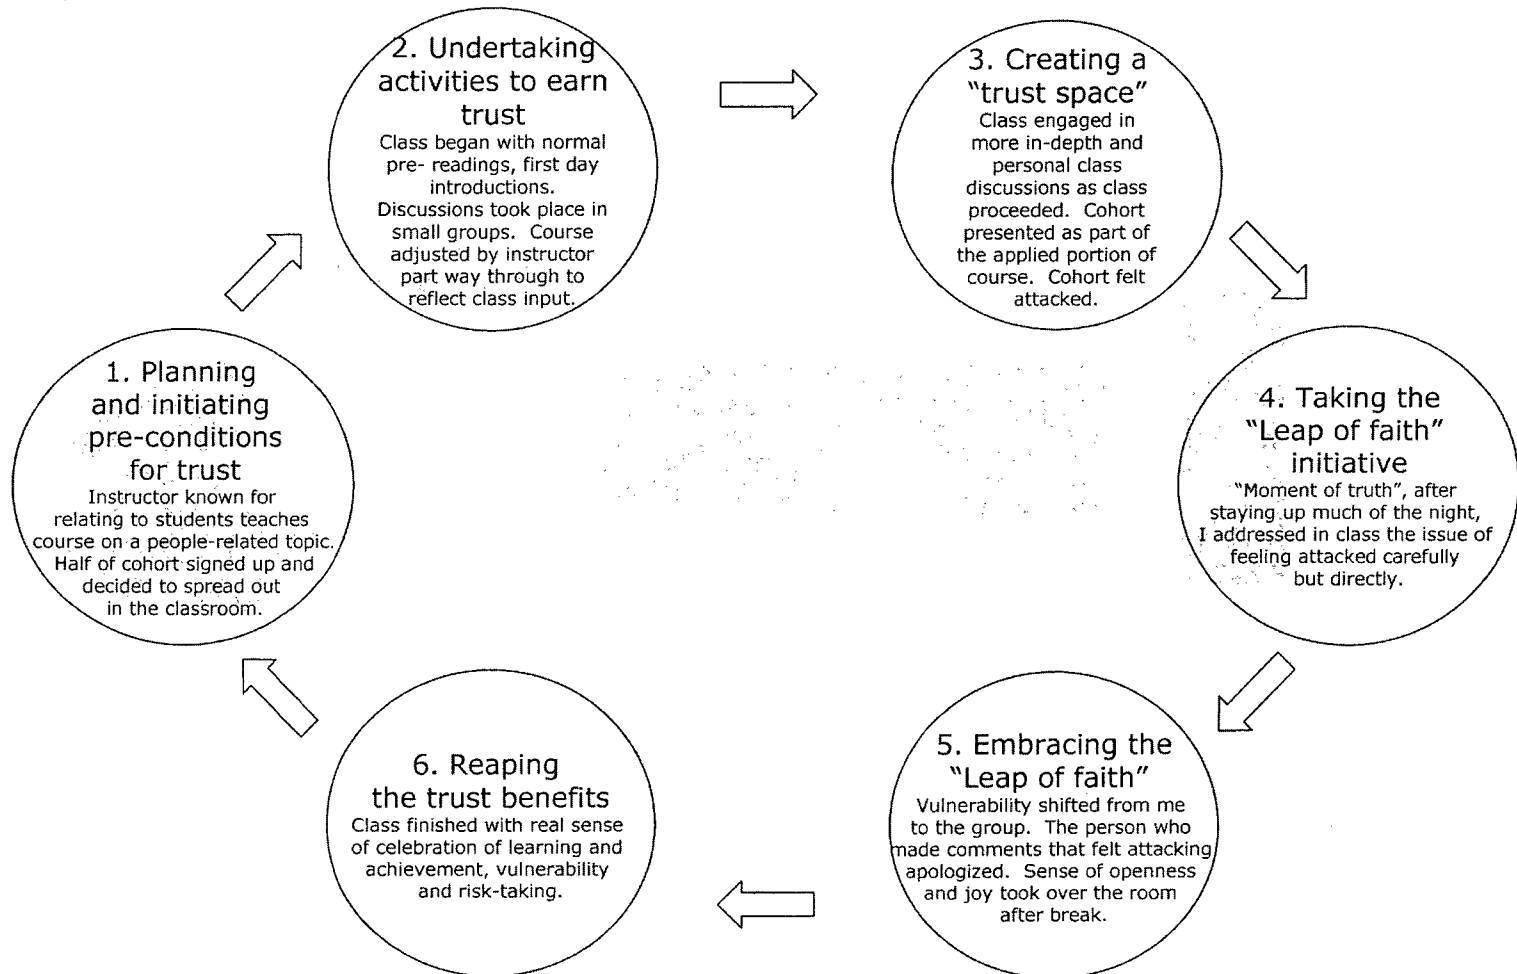 1. Planning
and initiating
pre-conditions
for trust
Instructor known for
relating to students teaches
course on a people-related topic.
Half of cohort signed up and
decided to spread out
in the classroom.
2. Undertaking
activities to earn
trust
Class began with normal
pre- readings, first day
introductions.
Discussions took place in
small groups.  Course
adjusted by instructor
part way through to
reflect class input.
3. Creating a
“trust space”
Class engaged in
more in-depth and
personal class
discussions as class
proceeded.  Cohort
presented as part of
the applied portion of
course.  Cohort felt
attacked.
4. Taking the
“Leap of faith”
initiative
“Moment of truth”, after
staying up much of the night,
I addressed in class the issue of
feeling attacked carefully
but directly.
5. Embracing the
“Leap of faith”
Vulnerability shifted from me
to the group.  The person who
made comments that felt attacking
apologized.  Sense of openness
and joy took over the room
after break.
6. Reaping
the trust benefits
Class finished with real sense
of celebration of learning and
achievement, vulnerability
and risk-taking.